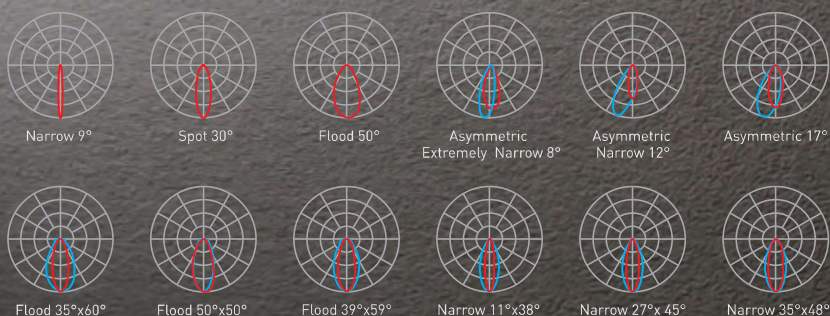 Narrow 9°
Spot 30°
Flood 50°
Asymmetric
Extremely Narrow 8°
Asymmetric
Narrow 12°
Asymmetric 17°
Flood 35°x60°
Flood 50°x50°
Flood 39°x59°
Narrow 11°x38°
Narrow 27°x 45°
Narrow 35°x48°